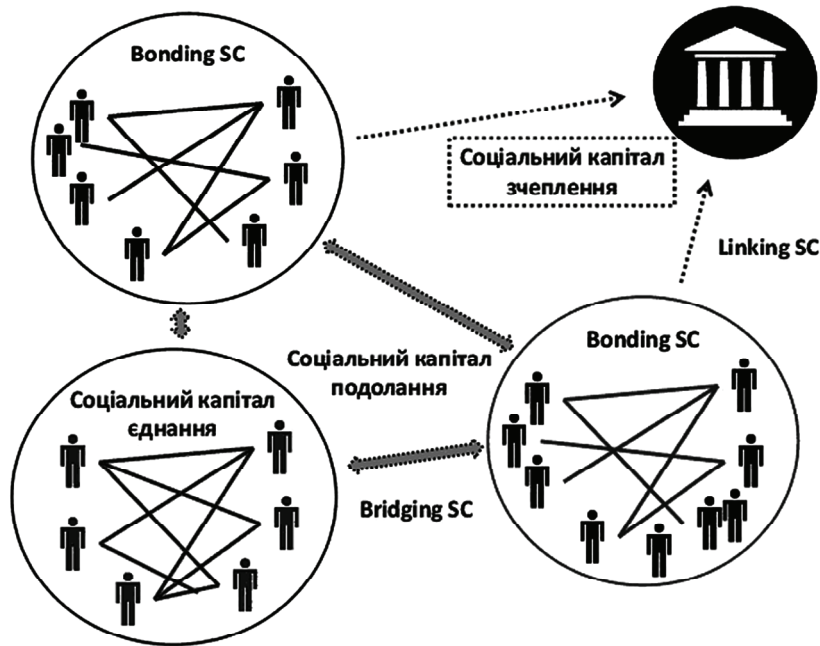 Bonding SC
Соціальний капітал
зчеплення
Linking SC
Bonding SC
Соціальний капітал
подолання
Соціальний капітал
єднання
Bridging SC